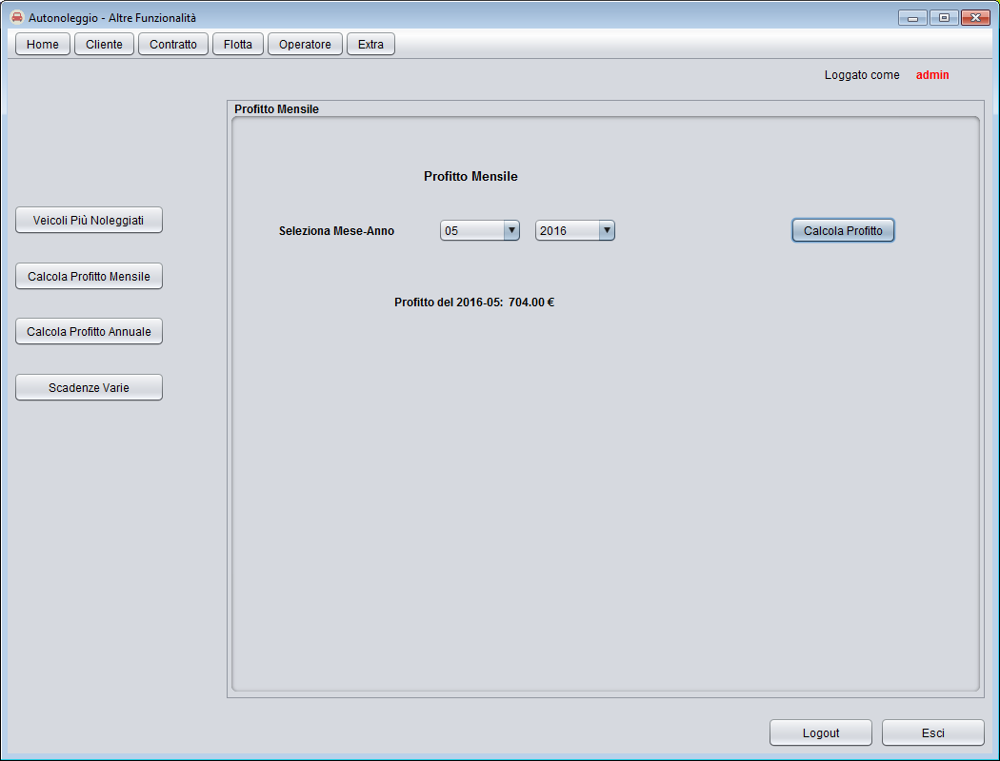 Autonoleggio - Altre Funzionalità
Home Cliente Contratto Flotta Operatore Extra
Loggato come admin
Profitto Mensile
Profitto Mensile
Veicoli Più Noleggiati
Seleziona Mese-Anno 05 2016 Calcola Profitto
Calcola Profitto Mensile
Profitto del 2016-05: 704.00 €
Calcola Profitto Annuale
Scadenze Varie
Logout Esci